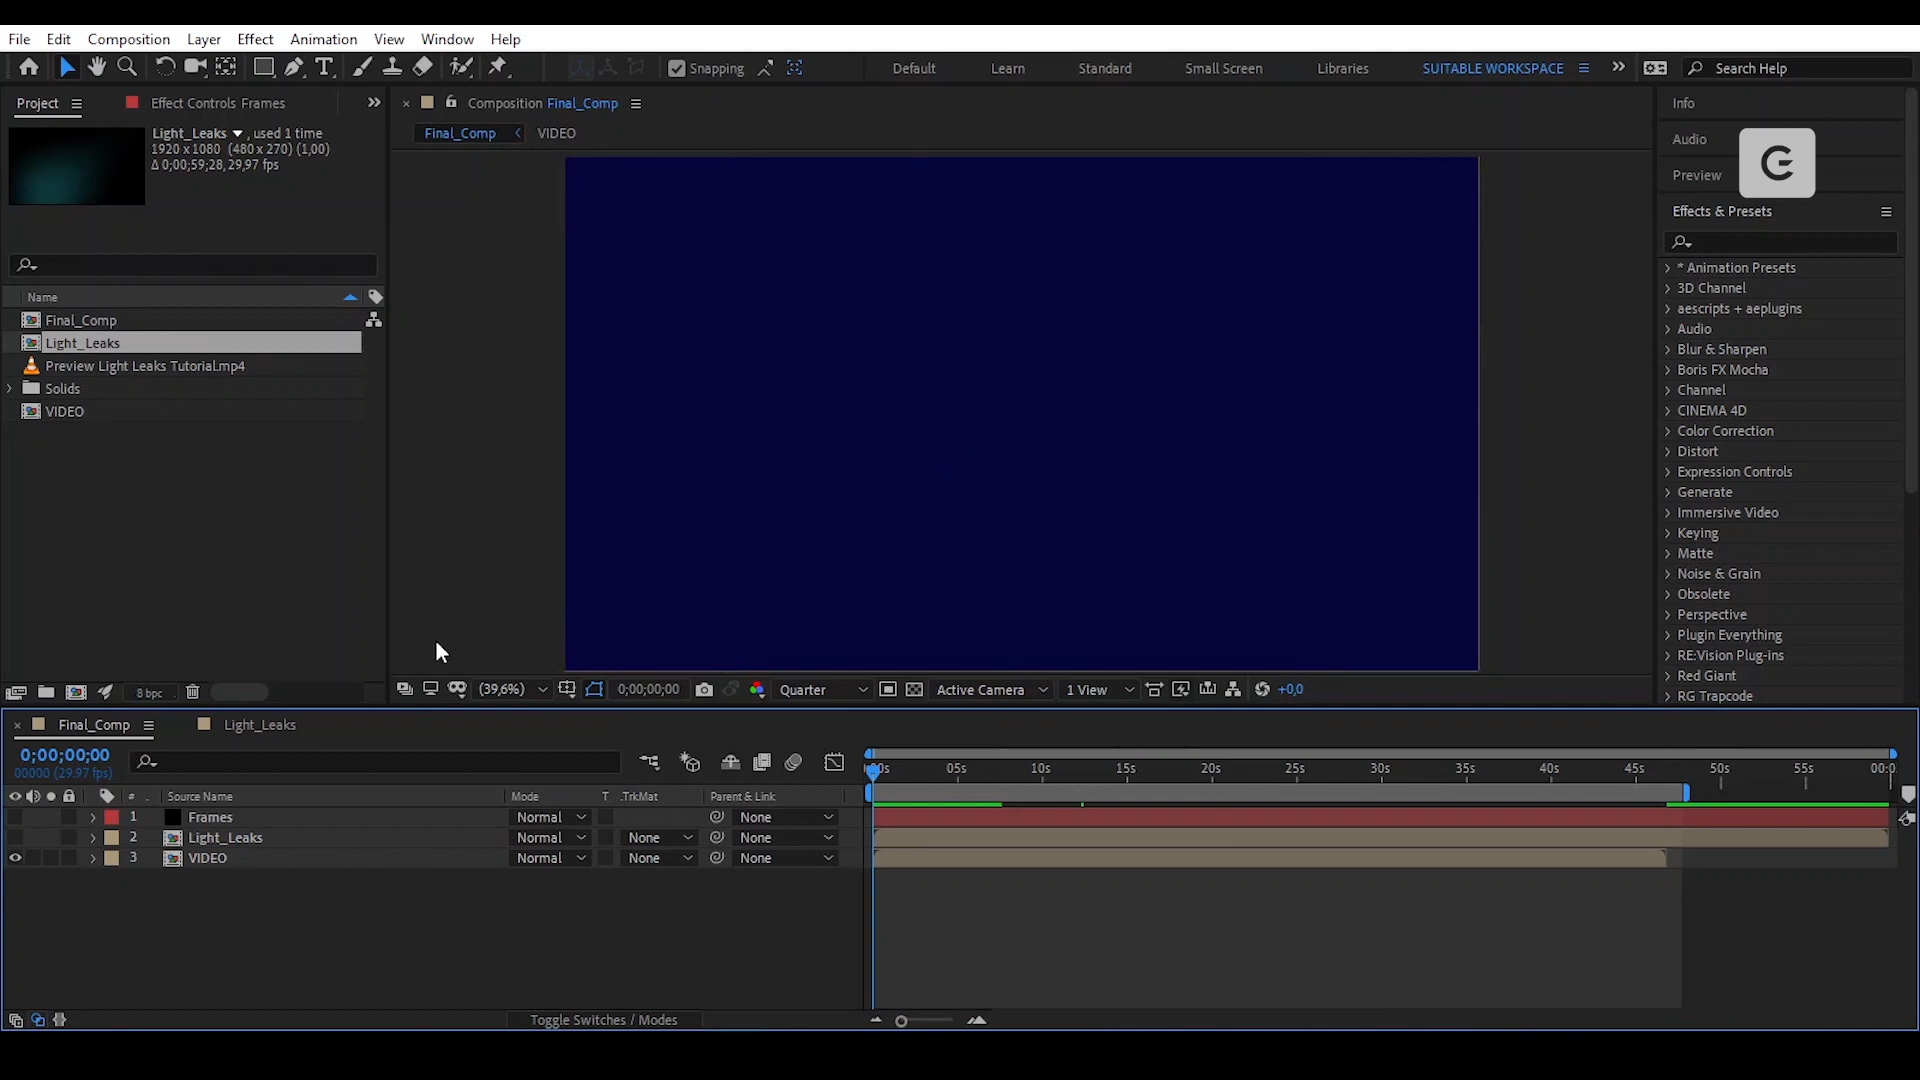 File Edit Composition Layer Effect Animation View Window Help
Snapping Default Learn Standard Small Screen Libraries SUITABLE WORKSPACE Search Help
Project Effect Controls Frames
Light_Leaks , used 1 time
1920 x 1080 (480 x 270) (1,00)
Δ 0;00;59;28, 29,97 fps
Name
Final_Comp
Light_Leaks
Preview Light Leaks Tutorial.mp4
Solids
VIDEO
8 bpc
Composition Final_Comp
Final_Comp VIDEO
(39,6%) 0;00;00;00 Quarter Active Camera 1 View +0,0
Info
Audio
Preview
Effects & Presets
* Animation Presets
3D Channel
aescripts + aeplugins
Audio
Blur & Sharpen
Boris FX Mocha
Channel
CINEMA 4D
Color Correction
Distort
Expression Controls
Generate
Immersive Video
Keying
Matte
Noise & Grain
Obsolete
Perspective
Plugin Everything
RE:Vision Plug-ins
Red Giant
RG Trapcode
Final_Comp Light_Leaks
0;00;00;00
00000 (29.97 fps)
05s 10s 15s 20s 25s 30s 35s 40s 45s 50s 55s
# Source Name Mode T .TrkMat Parent & Link
1 Frames Normal None
2 Light_Leaks Normal None None
3 VIDEO Normal None None
Toggle Switches / Modes